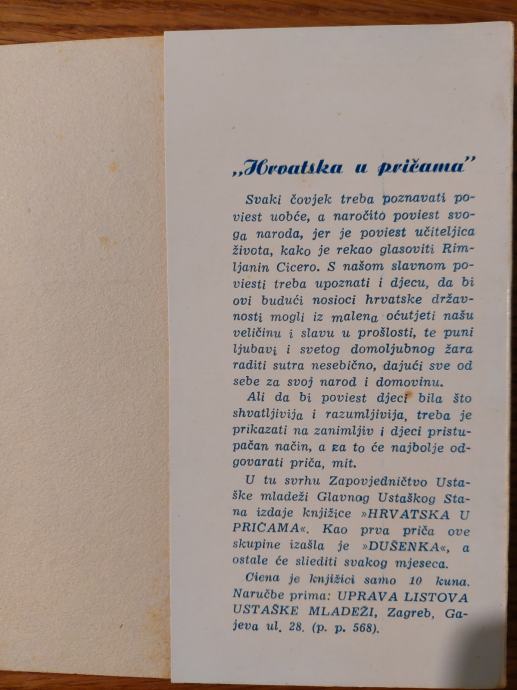 „Hrvatska u pričama”
Svaki čovjek treba poznavati po-
viest uobće, a naročito poviest svo-
ga naroda, jer je poviest učiteljica
života, kako je rekao glasoviti Rim-
ljanin Cicero. S našom slavnom po-
viesti treba upoznati i djecu, da bi
ovi budući nosioci hrvatske držav-
nosti mogli iz malena oćutjeti našu
veličinu i slavu u prošlosti, te puni
ljubavi i svetog domoljubnog žara
raditi sutra nesebično, dajući sve od
sebe za svoj narod i domovinu.
Ali da bi poviest djeci bila što
shvatljivija i razumljivija, treba je
prikazati na zanimljiv i djeci pristu-
pačan način, a za to će najbolje od-
govarati priča, mit.
U tu svrhu Zapovjedničtvo Usta-
ške mladeži Glavnog Ustaškog Sta-
na izdaje knjižice »HRVATSKA U
PRIČAMA«. Kao prva priča ove
skupine izašla je »DUŠENKA«, a
ostale će sliediti svakog mjeseca.
Ciena je knjižici samo 10 kuna.
Naručbe prima: UPRAVA LISTOVA
USTAŠKE MLADEŽI, Zagreb, Ga-
jeva ul. 28. (p. p. 568).